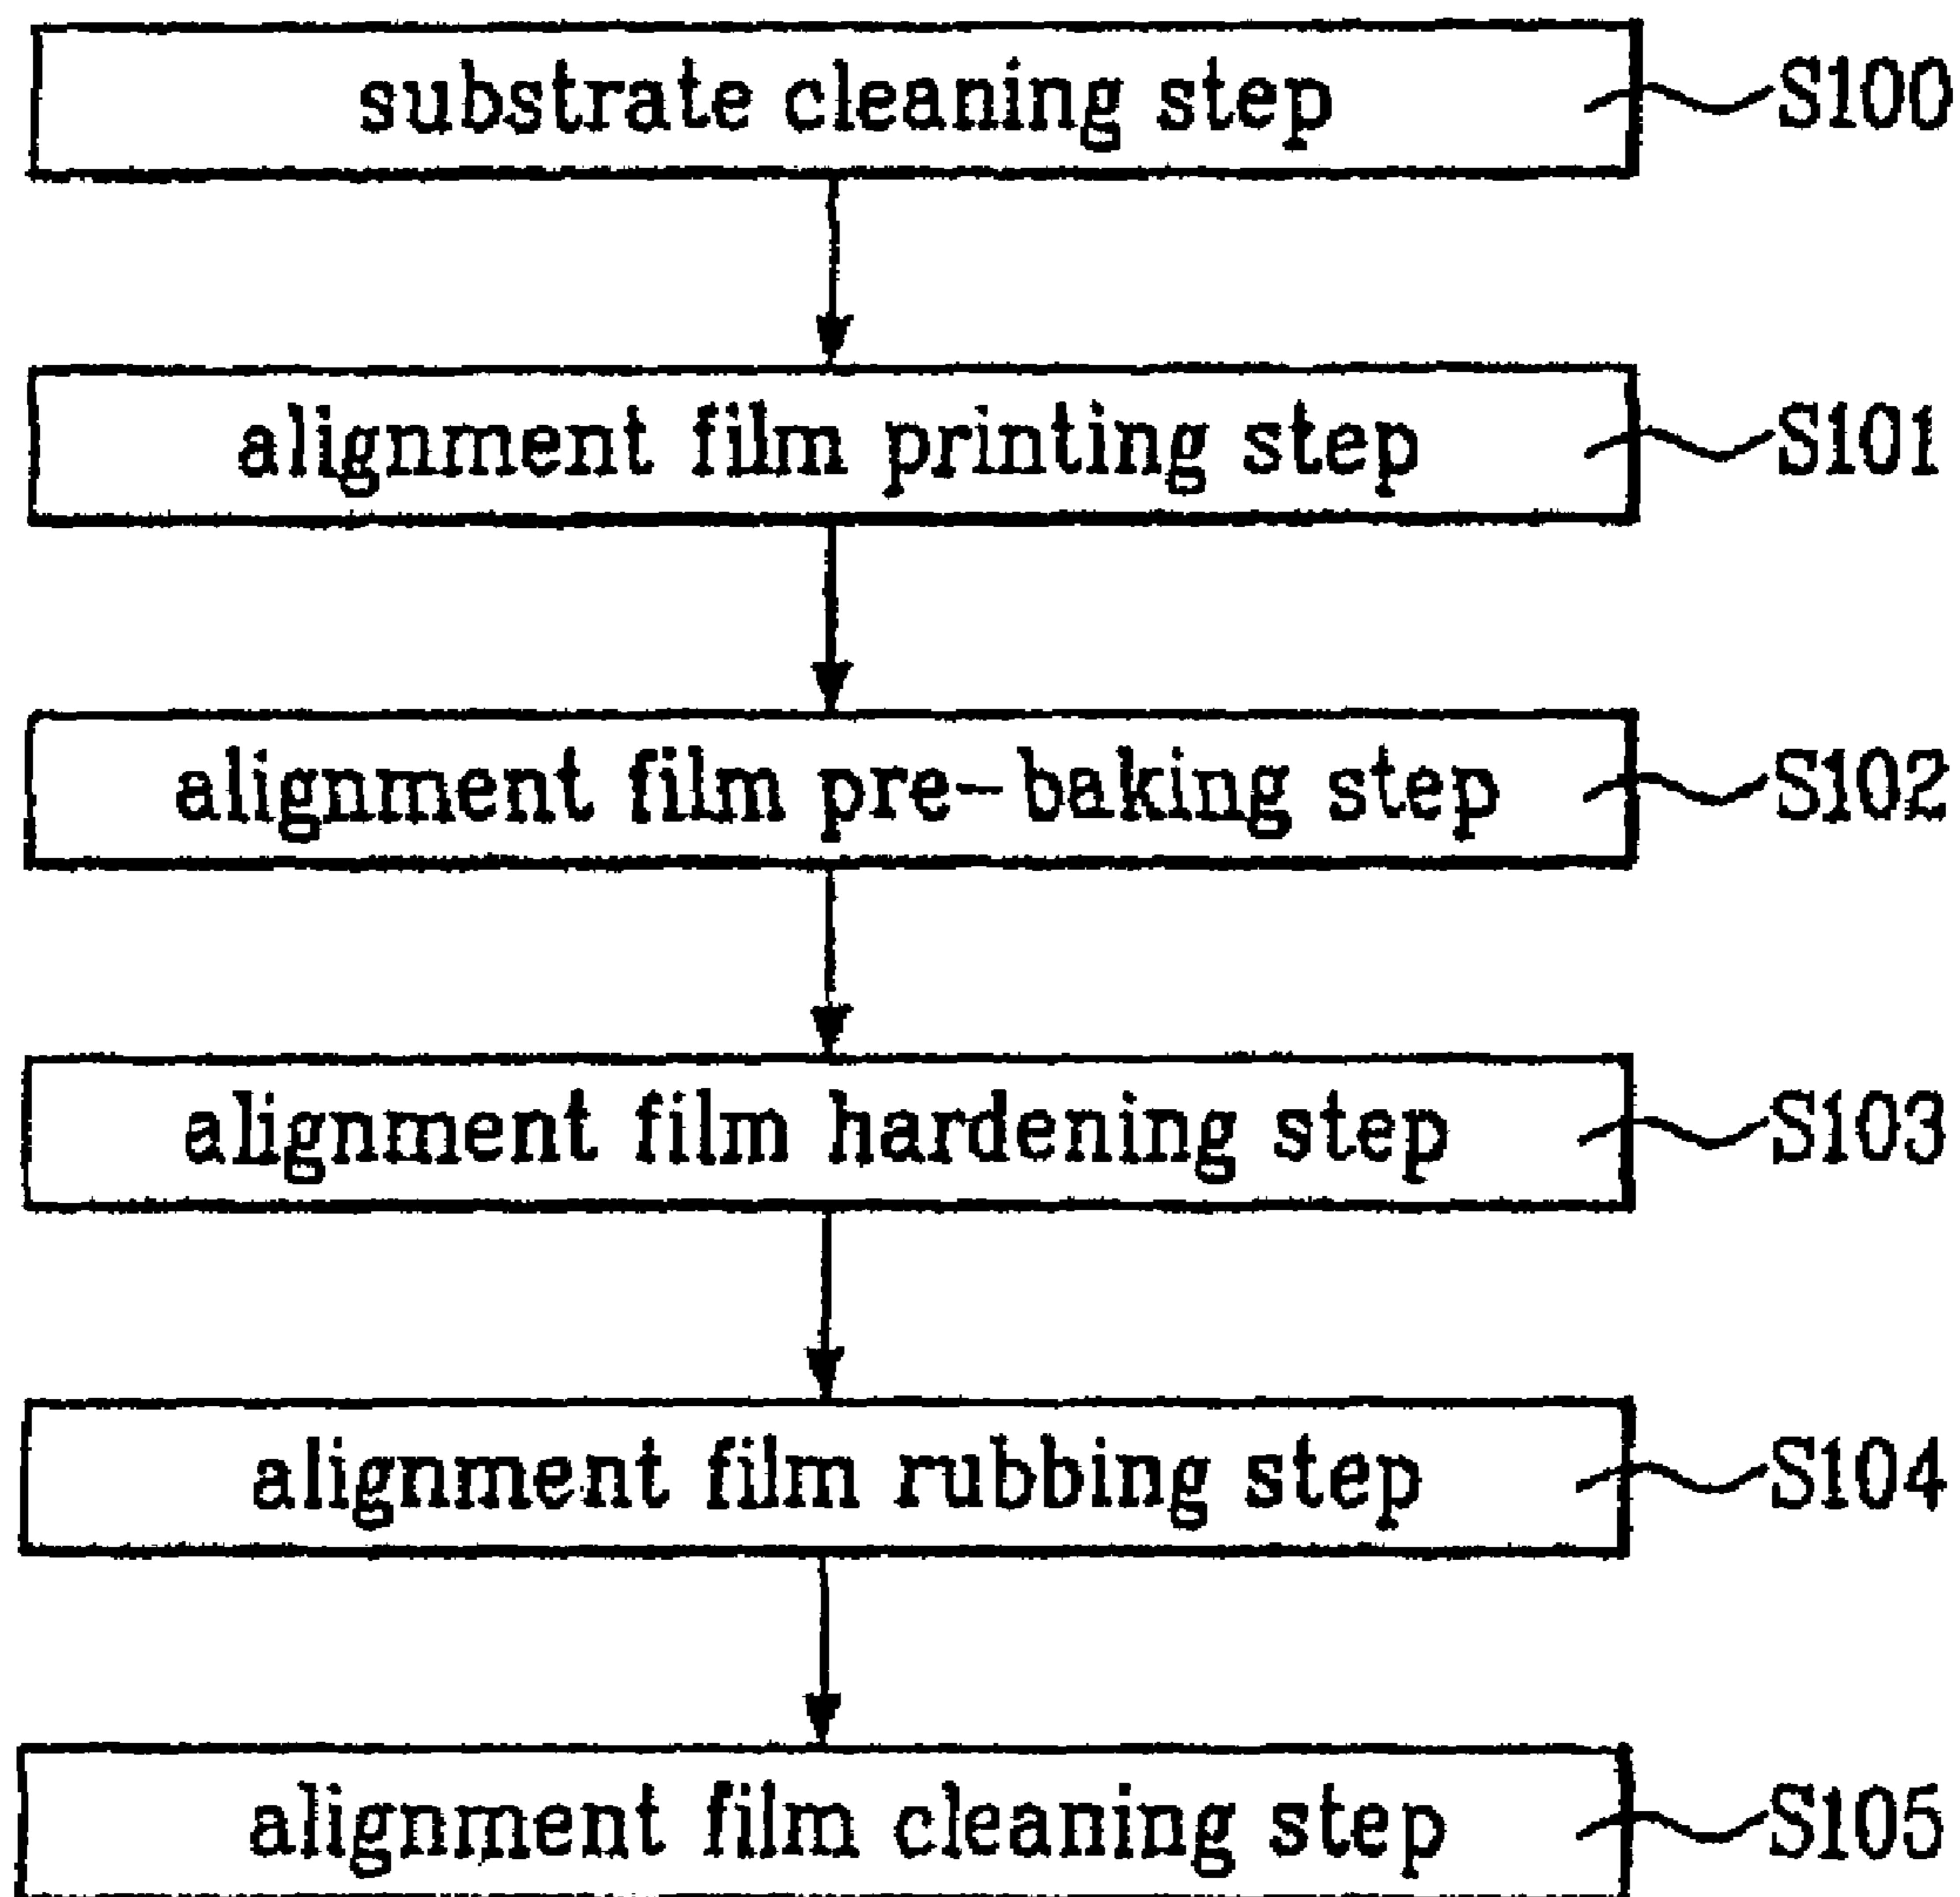 substrate cleaning step S100
alignment film printing step S101
alignment film pre-baking step S102
alignment film hardening step S103
alignment film rubbing step S104
alignment film cleaning step S105